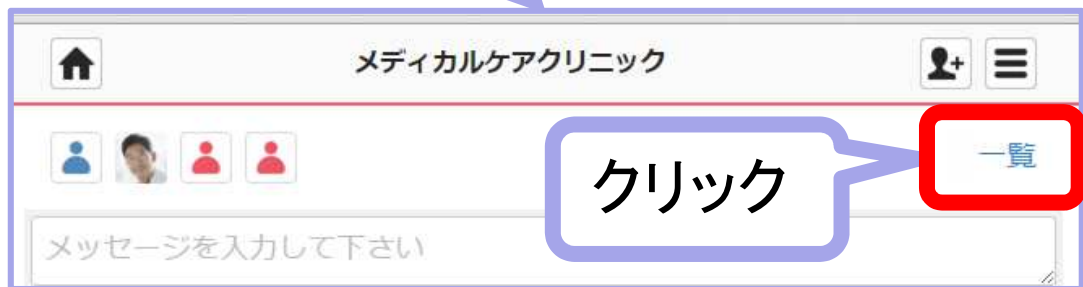 メディカルケアクリニック
一覧
クリック
メッセージを入力して下さい